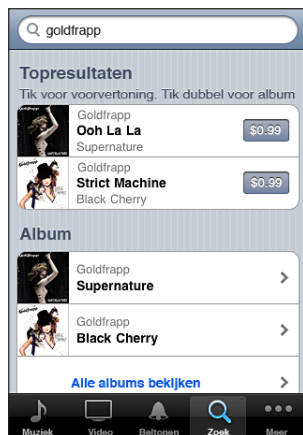 goldfrapp
Topresultaten
Tik voor voorvertoning. Tik dubbel voor album
Goldfrapp
Ooh La La
$0.99
Supernature
Goldfrapp
Strict Machine
$0.99
Black Cherry
Album
Goldfrapp
Supernature
Goldfrapp
Black Cherry
Alle albums bekijken
Muziek Video Beltonen Zoek Meer